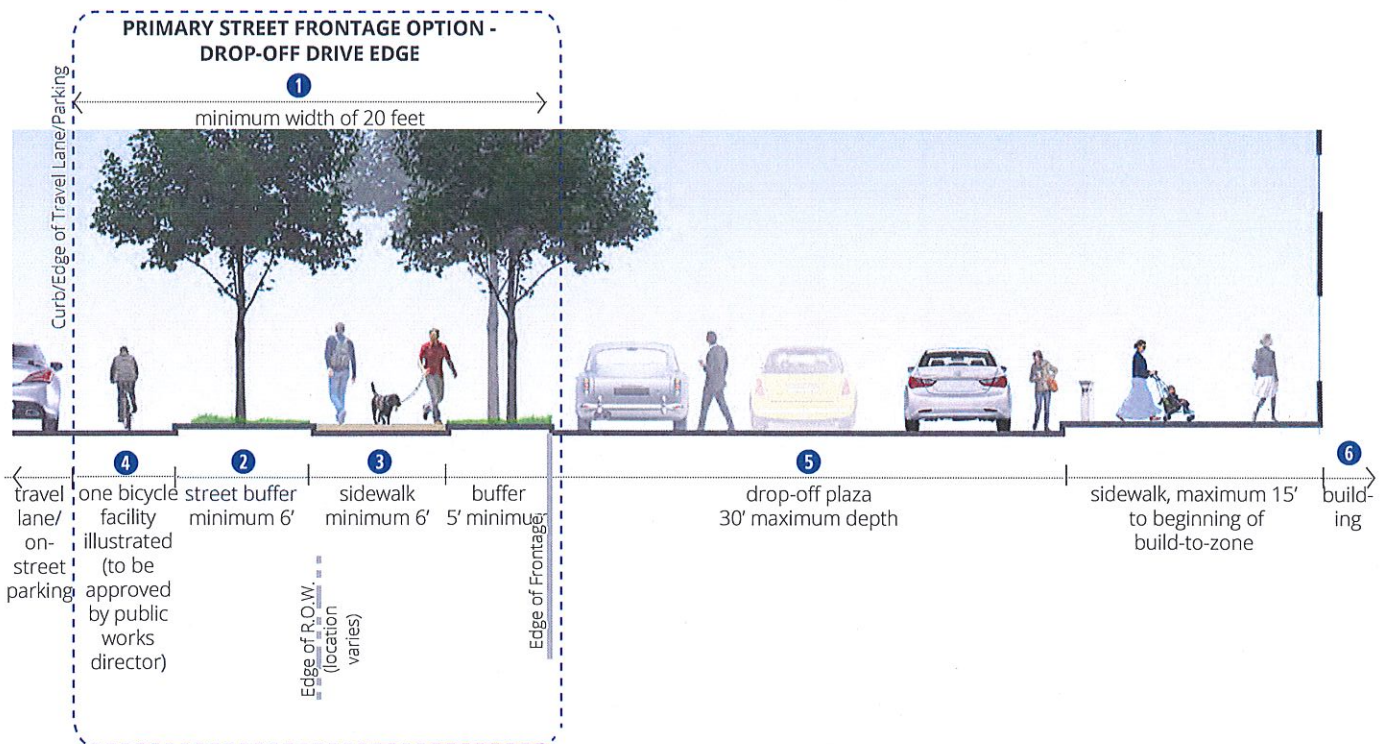 PRIMARY STREET FRONTAGE OPTION -
DROP-OFF DRIVE EDGE
1
minimum width of 20 feet
Curb/Edge of Travel Lane/Parking
4
2
3
5
6
travel
lane/
on-
street
parking
one bicycle
facility
illustrated
(to be
approved
by public
works
director)
street buffer
minimum 6'
sidewalk
minimum 6'
buffer
5' minimum
drop-off plaza
30' maximum depth
sidewalk, maximum 15'
to beginning of
build-to-zone
build-
ing
Edge of R.O.W.
(location
varies)
Edge of Frontage